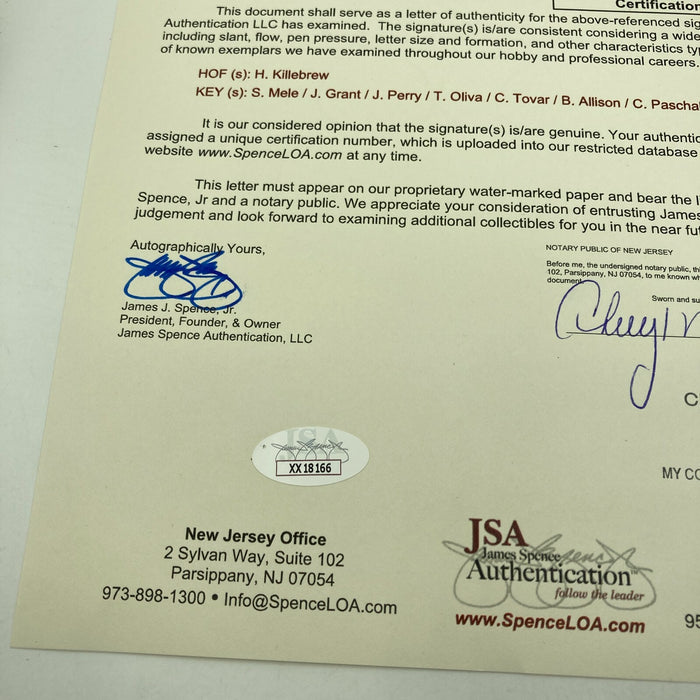 Certification
This document shall serve as a letter of authenticity for the above-referenced sig
Authentication LLC has examined. The signature(s) is/are consistent considering a wide
including slant, flow, pen pressure, letter size and formation, and other characteristics ty
of known exemplars we have examined throughout our hobby and professional careers.
HOF (s): H. Killebrew
KEY (s): S. Mele / J. Grant / J. Perry / T. Oliva / C. Tovar / B. Allison / C. Pascha
It is our considered opinion that the signature(s) is/are genuine. Your authentic
assigned a unique certification number, which is uploaded into our restricted database
website www.SpenceLOA.com at any time.
This letter must appear on our proprietary water-marked paper and bear the l
Spence, Jr and a notary public. We appreciate your consideration of entrusting James
judgement and look forward to examining additional collectibles for you in the near fut
Autographically Yours,
James J. Spence, Jr.
President, Founder, & Owner
James Spence Authentication, LLC
NOTARY PUBLIC OF NEW JERSEY
Before me, the undersigned notary public, thi
102, Parsippany, NJ 07054, to me known wh
document.
Sworn and su
Cheryl
C
MY CO
JSA
XX18166
New Jersey Office
2 Sylvan Way, Suite 102
Parsippany, NJ 07054
973-898-1300 • Info@SpenceLOA.com
JSA
James Spence
Authentication™
follow the leader
www.SpenceLOA.com
95